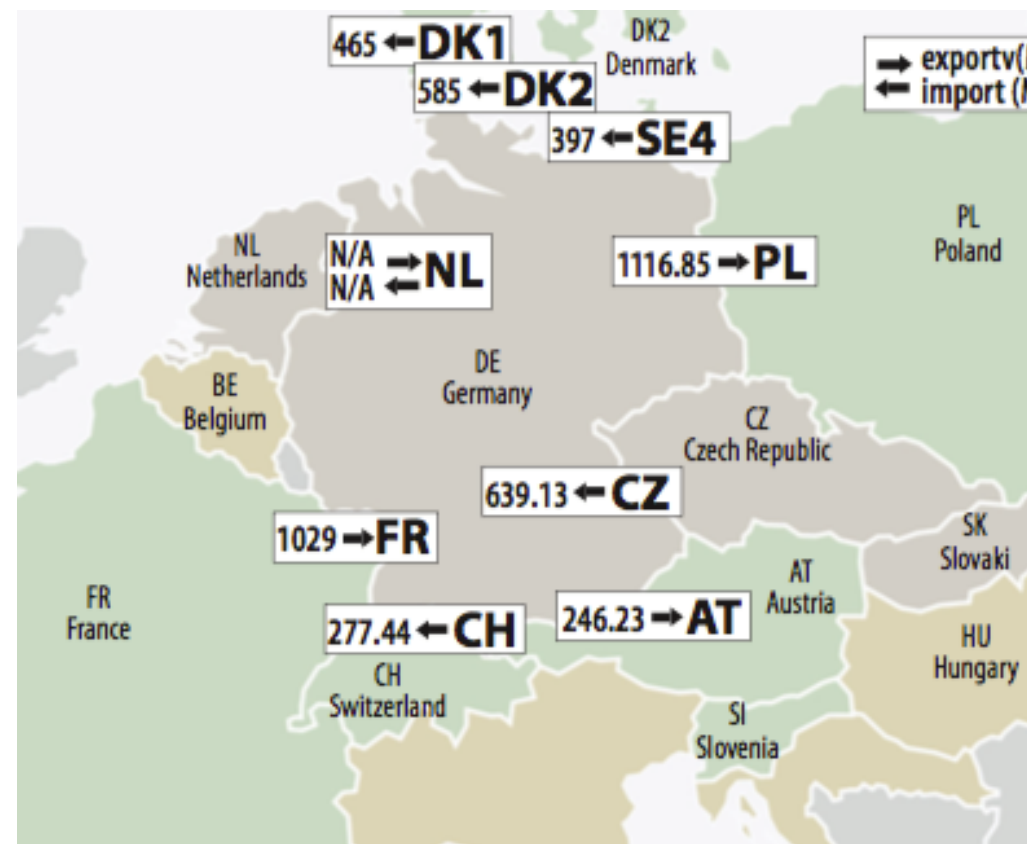 465 ← DK1
DK2
Denmark
585 ← DK2
→ exportv(
← import (
397 ← SE4
NL
Netherlands
N/A →
N/A ← NL
1116.85 → PL
PL
Poland
DE
Germany
BE
Belgium
CZ
Czech Republic
639.13 ← CZ
1029 → FR
SK
Slovaki
AT
Austria
FR
France
277.44 ← CH
246.23 → AT
HU
Hungary
CH
Switzerland
SI
Slovenia